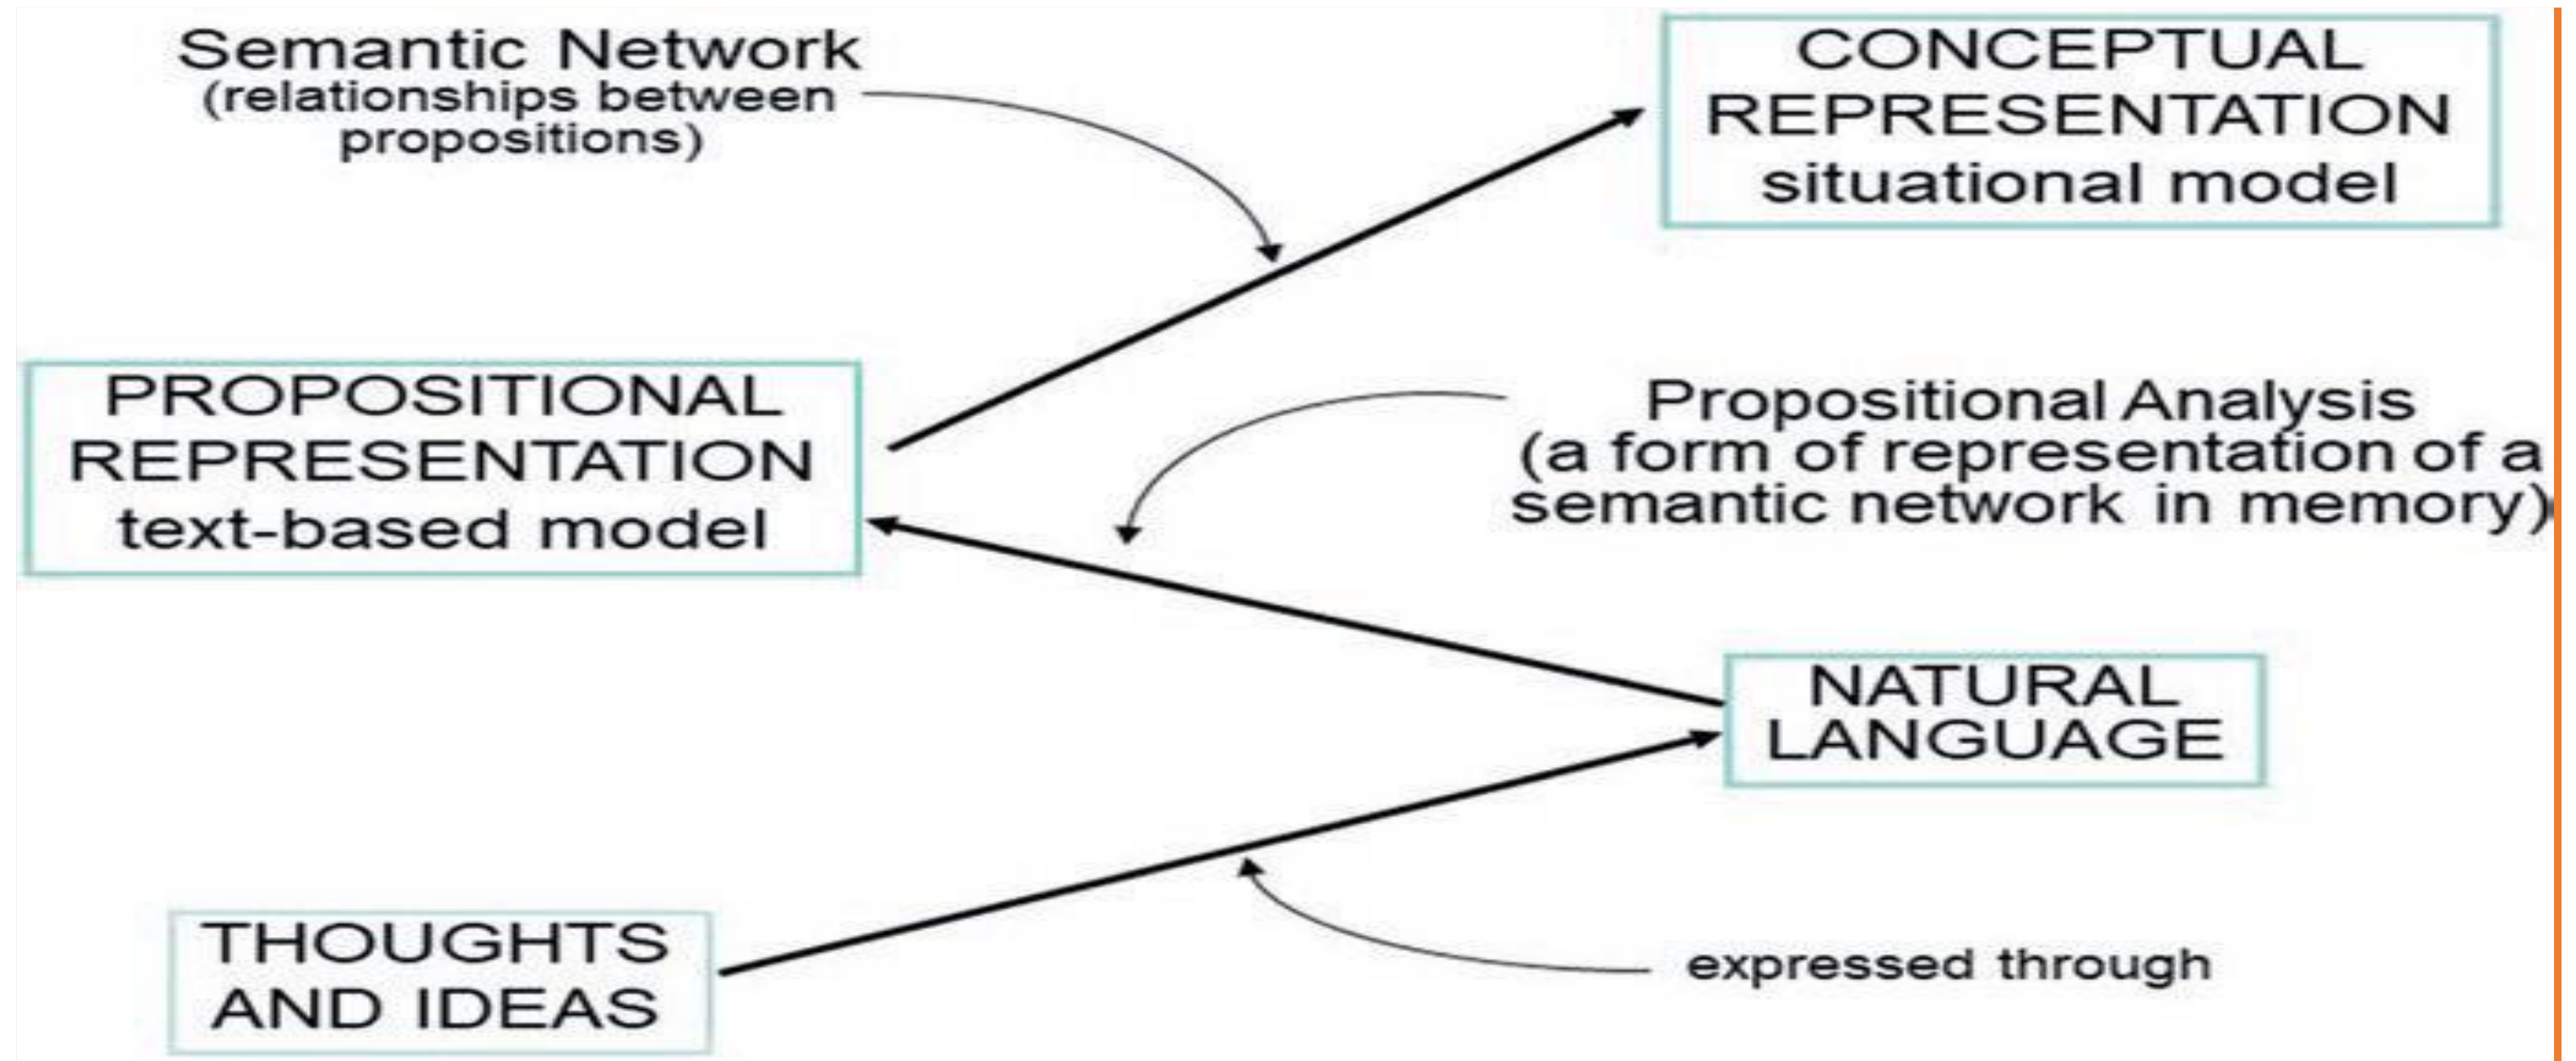 Semantic Network
(relationships between
propositions)
CONCEPTUAL
REPRESENTATION
situational model
PROPOSITIONAL
REPRESENTATION
text-based model
Propositional Analysis
(a form of representation of a
semantic network in memory)
NATURAL
LANGUAGE
THOUGHTS
AND IDEAS
expressed through